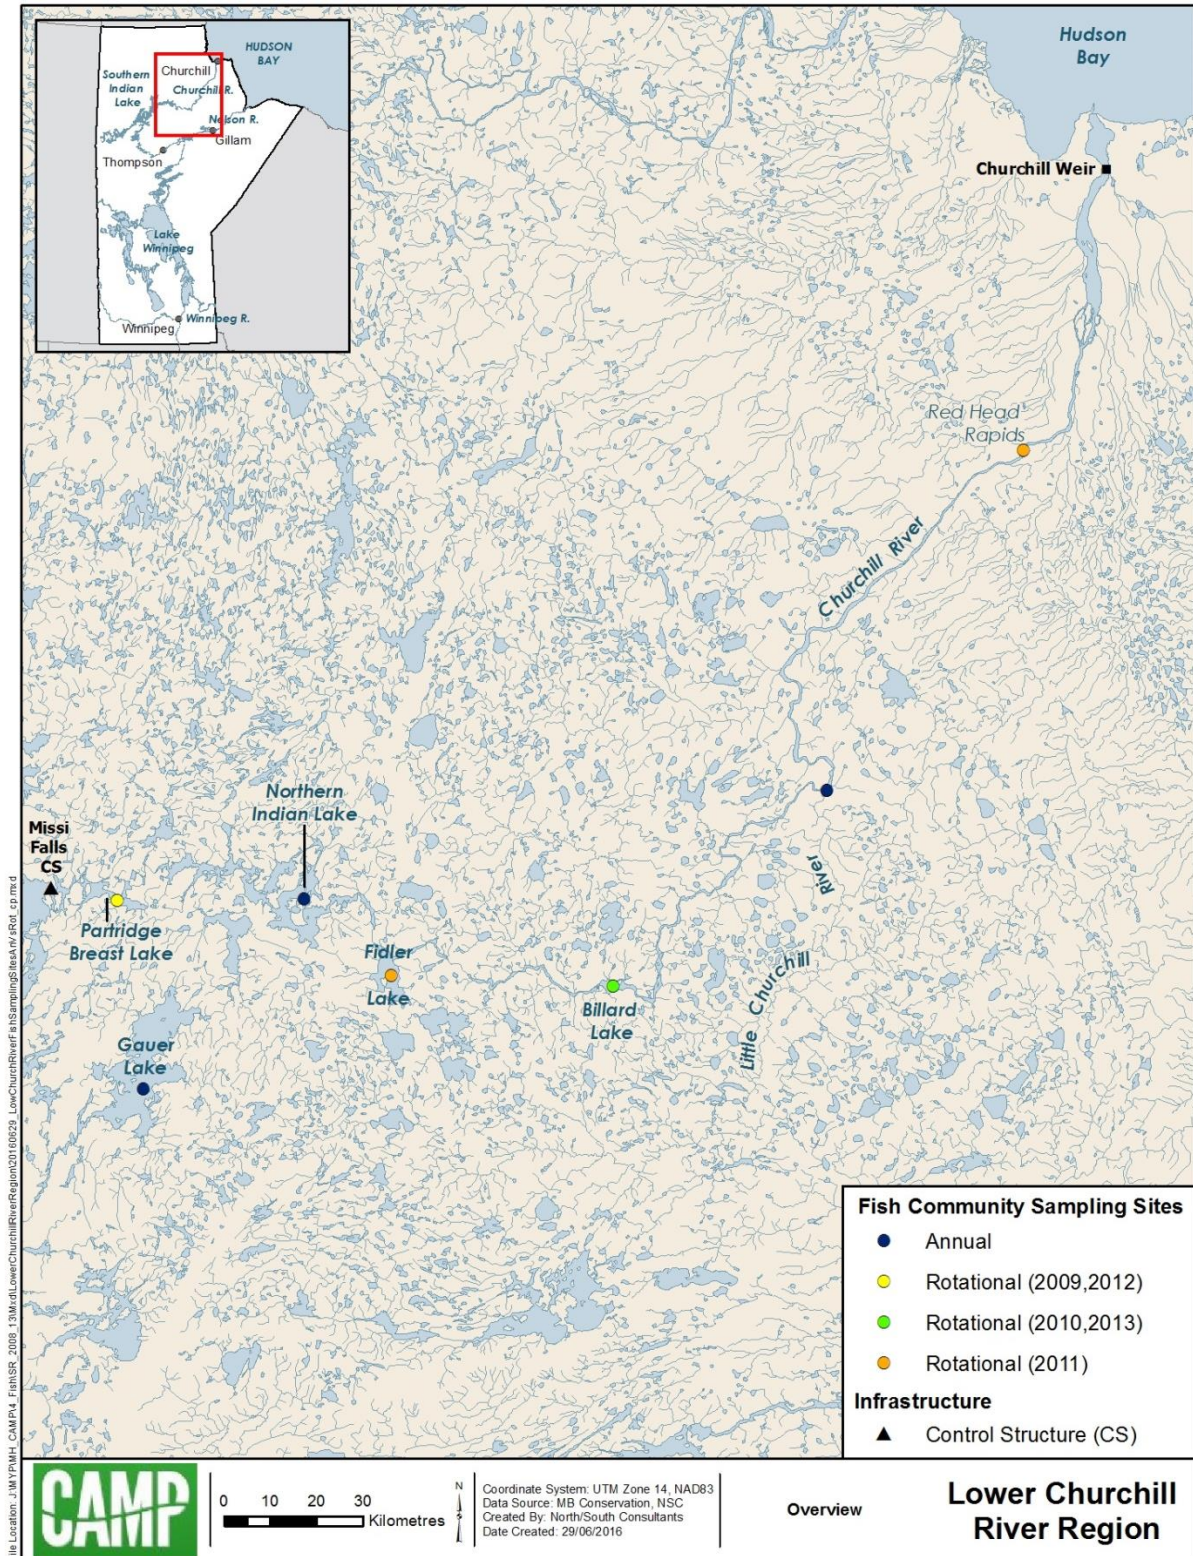 HUDSON
BAY
Southern
Indian
Lake
Churchill
Churchill R.
Nelson R.
Gillam
Thompson
Lake
Winnipeg
Winnipeg
Winnipeg R.
Hudson
Bay
Churchill Weir
Red Head
Rapids
Churchill River
Northern
Indian Lake
Missi
Falls
CS
Partridge
Breast Lake
Fidler
Lake
Gauer
Lake
Billard
Lake
Little Churchill
River
Fish Community Sampling Sites
Annual
Rotational (2009,2012)
Rotational (2010,2013)
Rotational (2011)
Infrastructure
Control Structure (CS)
CAMP
0 10 20 30
Kilometres
N
Coordinate System: UTM Zone 14, NAD83
Data Source: MB Conservation, NSC
Created By: North/South Consultants
Date Created: 29/06/2016
Overview
Lower Churchill
River Region